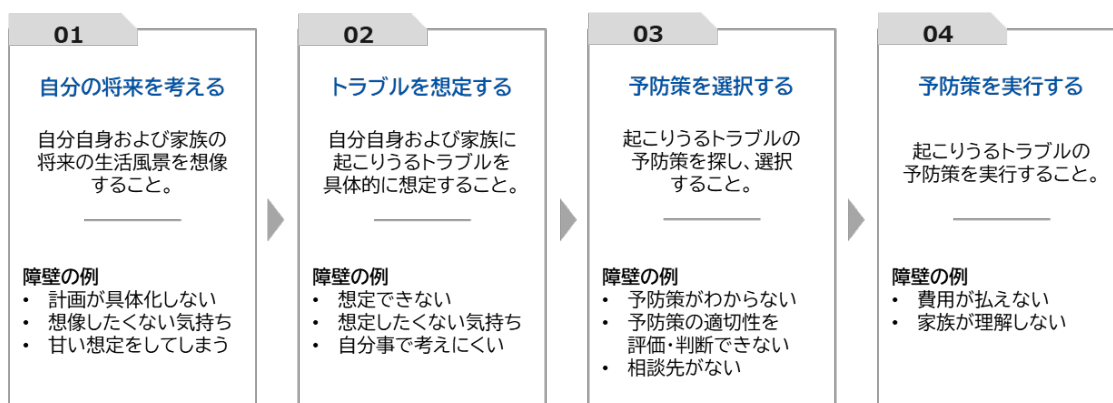 01
自分の将来を考える
自分自身および家族の
将来の生活風景を想像
すること。
障壁の例
• 計画が具体化しない
• 想像したくない気持ち
• 甘い想定をしてしまう
02
トラブルを想定する
自分自身および家族に
起こりうるトラブルを
具体的に想定すること。
障壁の例
• 想定できない
• 想定したくない気持ち
• 自分事で考えにくい
03
予防策を選択する
起こりうるトラブルの
予防策を探し、選択
すること。
障壁の例
• 予防策がわからない
• 予防策の適切性を
評価・判断できない
• 相談先がない
04
予防策を実行する
起こりうるトラブルの
予防策を実行すること。
障壁の例
• 費用が払えない
• 家族が理解しない